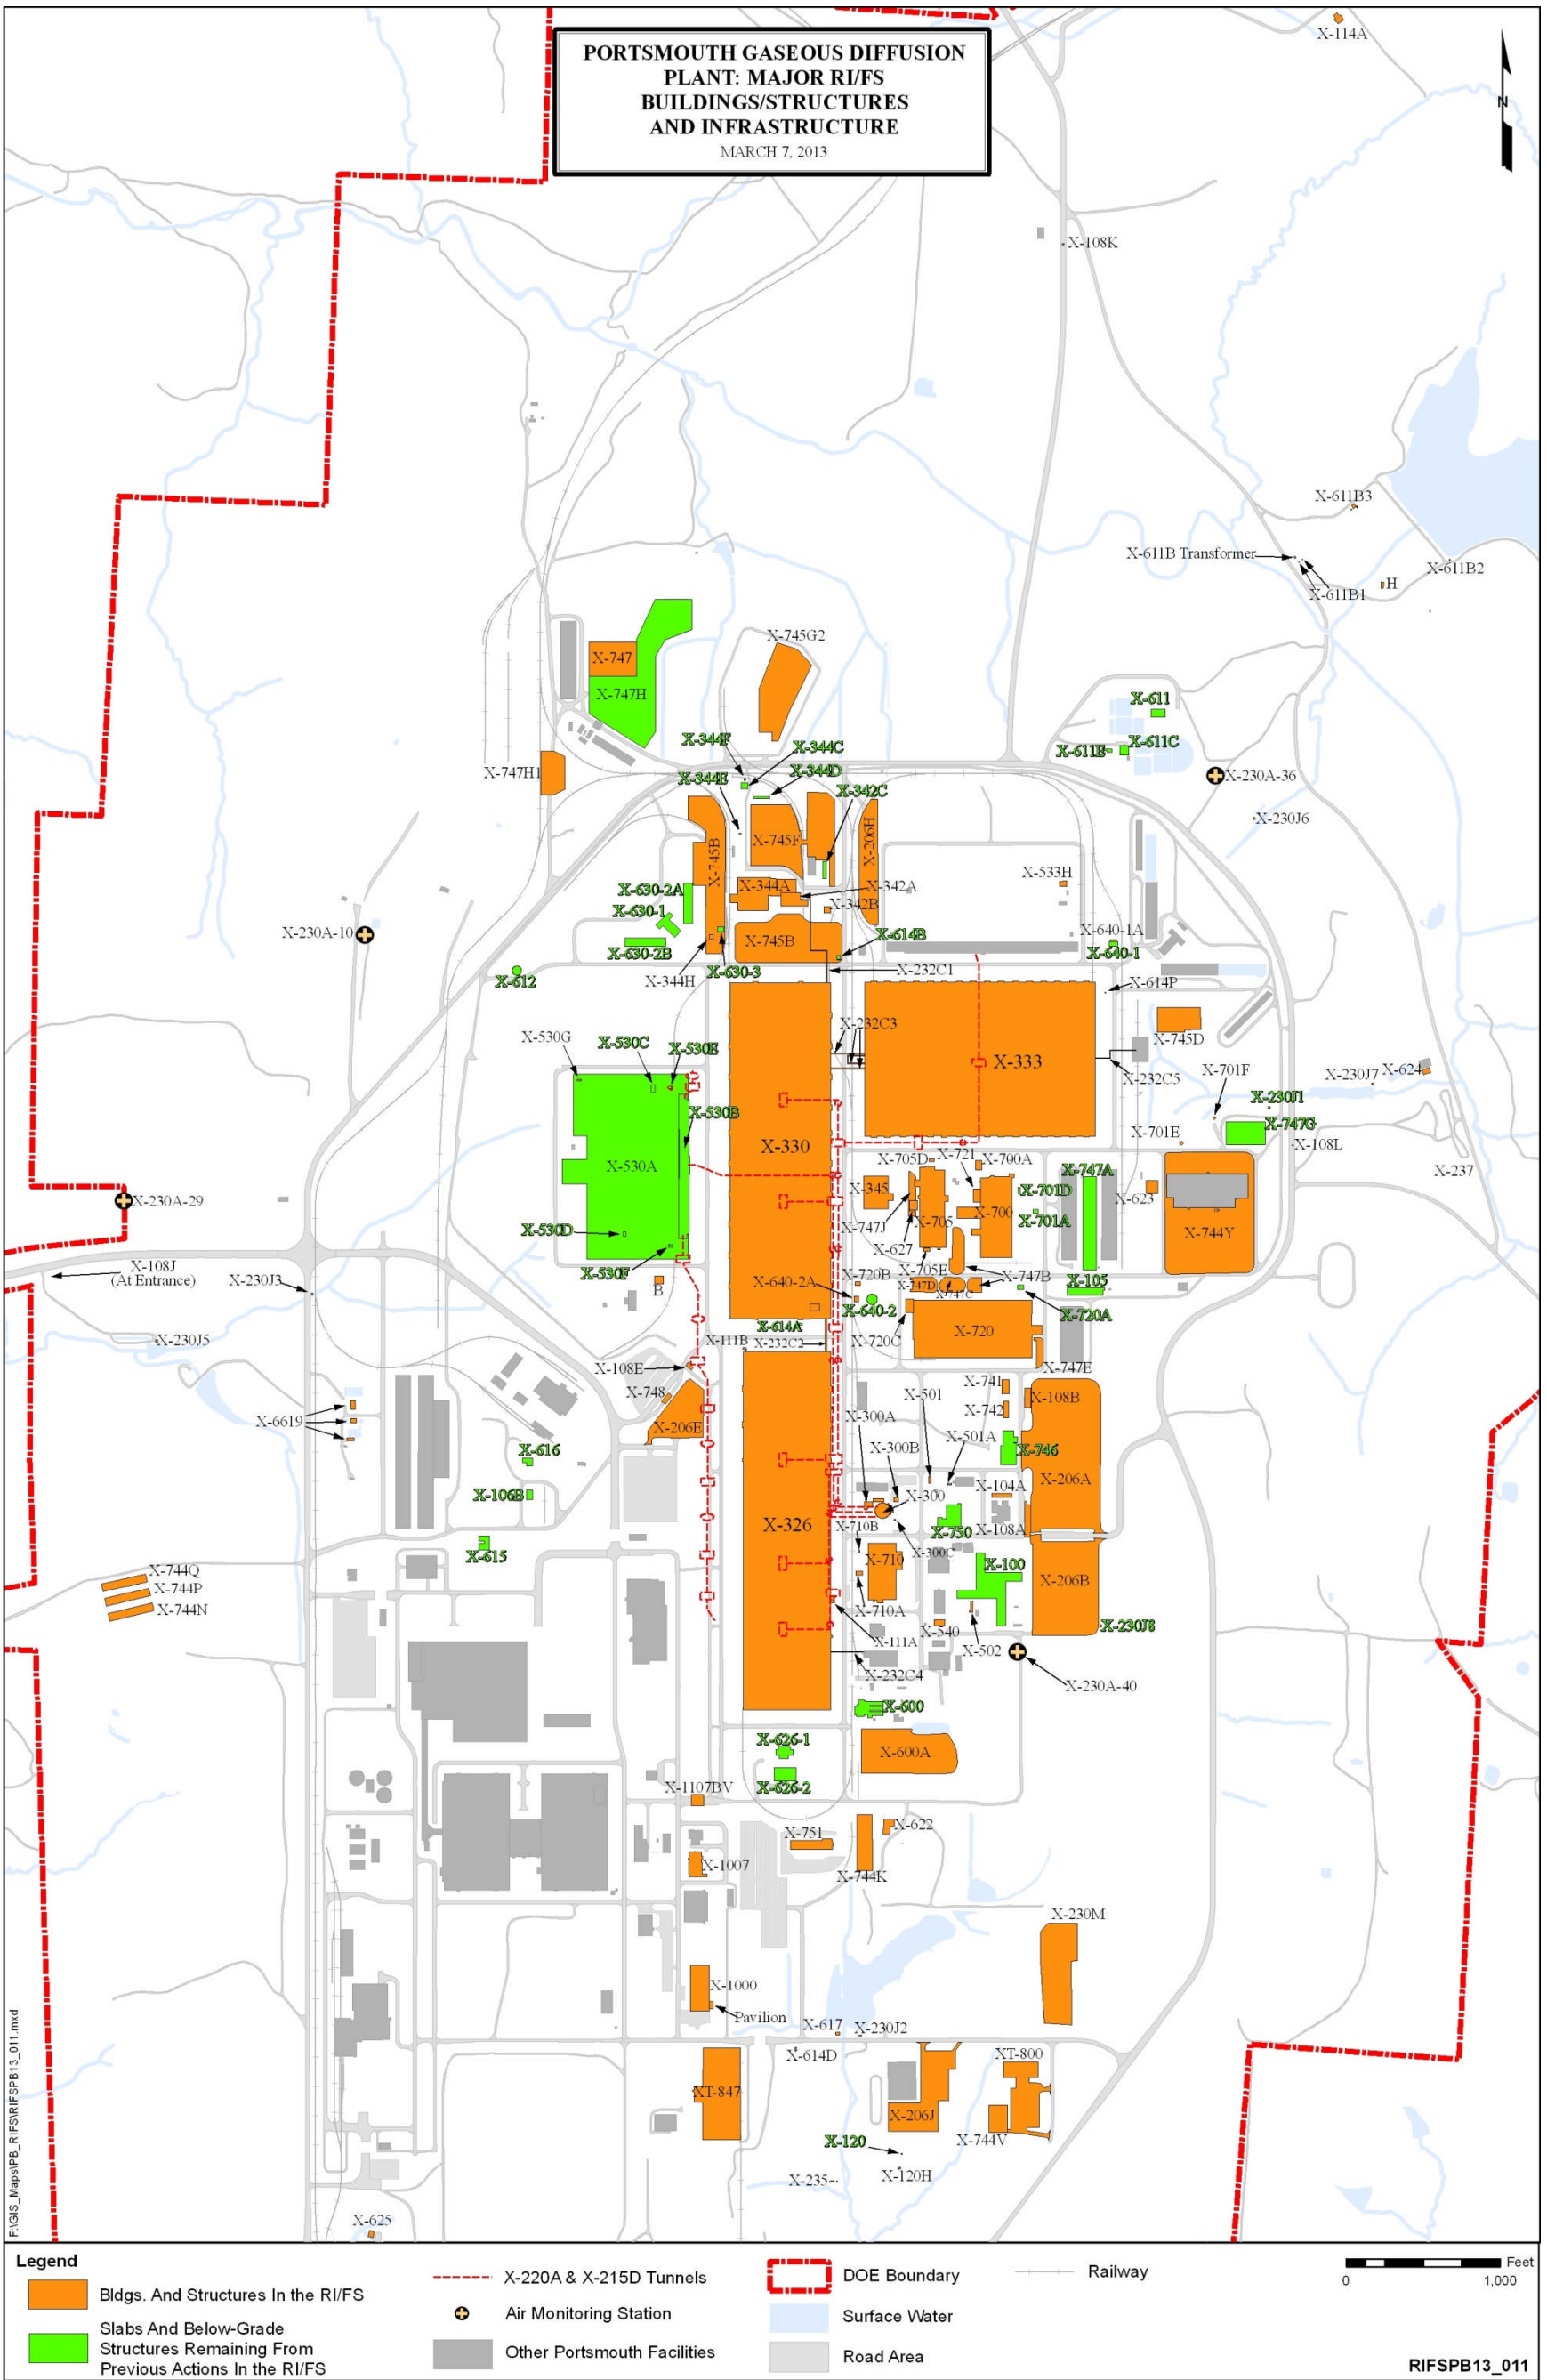 PORTSMOUTH GASEOUS DIFFUSION
PLANT: MAJOR RI/FS
BUILDINGS/STRUCTURES
AND INFRASTRUCTURE
MARCH 7, 2013
X-114A
N
X-108K
X-611B3
X-611B Transformer
X-611B2
H
X-611B1
X-745G2
X-747
X-747H
X-611
X-344F
X-344C
X-611E
X-611C
X-747H1
X-344E
X-344D
X-230A-36
X-342C
X-230J6
X-745F
X-206H
X-745B
X-533H
X-630-2A
X-344A
X-342A
X-342B
X-630-1
X-230A-10
X-640-1A
X-745B
X-614B
X-630-2B
X-640-1
X-630-3
X-232C1
X-612
X-344H
X-614P
X-232C3
X-530G
X-530C
X-530E
X-745D
X-333
X-701F
X-624
X-232C5
X-230J7
X-230J1
X-530B
X-747G
X-701E
X-330
X-108L
X-705D
X-721
X-700A
X-530A
X-747A
X-237
X-345
X-701D
X-623
X-230A-29
X-700
X-705
X-701A
X-747J
X-530D
X-744Y
X-627
X-108J
(At Entrance)
X-705E
X-530F
X-720B
X-747B
X-230J3
X-640-2A
X-105
B
X-747D
X-747C
X-640-2
X-720A
X-614A
X-720
X-230J5
X-111B
X-232C2
X-720C
X-108E
X-747E
X-741
X-748
X-501
X-108B
X-742
X-300A
X-6619
X-206E
X-501A
X-300B
X-616
X-746
X-206A
X-104A
X-106B
X-300
X-326
X-710B
X-750
X-108A
X-300C
X-615
X-710
X-100
X-744Q
X-206B
X-744P
X-744N
X-710A
X-230J8
X-540
X-111A
X-502
X-232C4
X-230A-40
X-600
X-626-1
X-600A
X-626-2
X-1107BV
X-622
X-751
X-1007
X-744K
X-230M
X-1000
Pavilion
X-617
X-230J2
X-614D
XT-800
XT-847
X-206J
X-120
X-744V
X-120H
X-235
X-625
F:\GIS_Maps\PB_RIFS\RIFSPB13_011.mxd
Legend
Bldgs. And Structures In the RI/FS
Slabs And Below-Grade
Structures Remaining From
Previous Actions In the RI/FS
X-220A & X-215D Tunnels
Air Monitoring Station
Other Portsmouth Facilities
DOE Boundary
Surface Water
Road Area
Railway
Feet
0 1,000
RIFSPB13_011